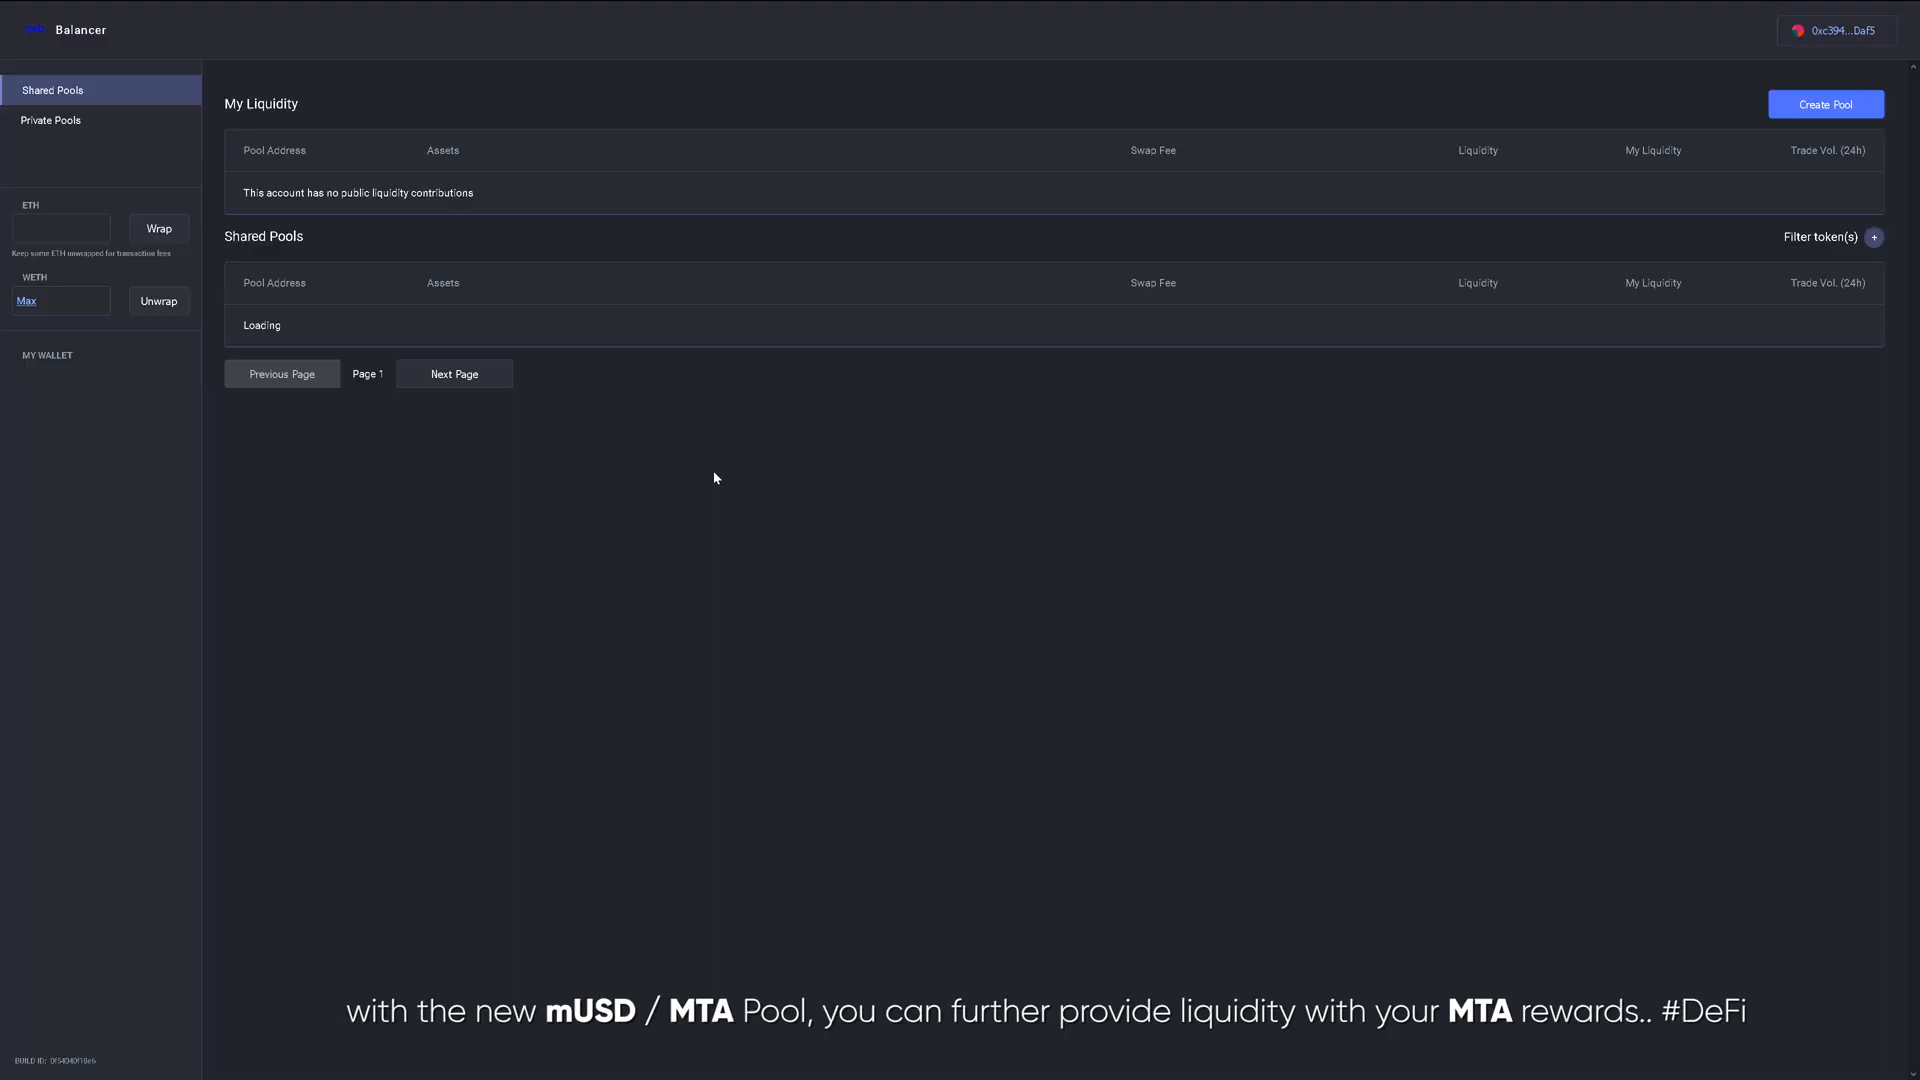 Balancer
0xc394...Daf5
Shared Pools
Private Pools
My Liquidity
Create Pool
Pool Address Assets Swap Fee Liquidity My Liquidity Trade Vol. (24h)
This account has no public liquidity contributions
ETH
Wrap
Keep some ETH unwrapped for transaction fees
WETH
Max
Unwrap
Shared Pools
Filter token(s) +
Pool Address Assets Swap Fee Liquidity My Liquidity Trade Vol. (24h)
Loading
MY WALLET
Previous Page Page 1 Next Page
with the new mUSD / MTA Pool, you can further provide liquidity with your MTA rewards.. #DeFi
BUILD ID: